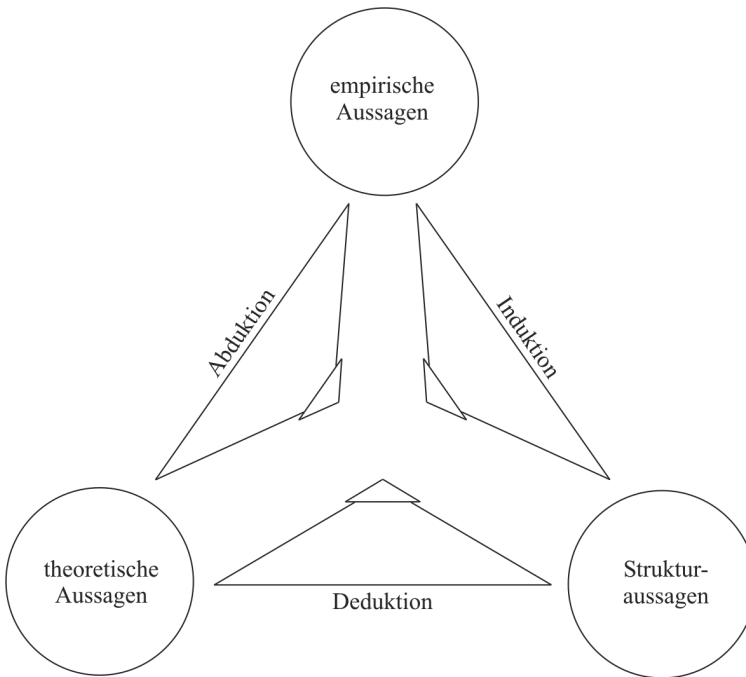 empirische
Aussagen
Abduktion
Induktion
theoretische
Aussagen
Struktur-
aussagen
Deduktion